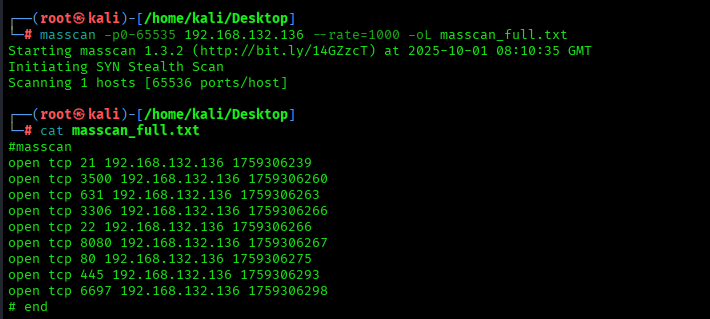 ┌──(root㉿kali)-[/home/kali/Desktop]
└─# masscan -p0-65535 192.168.132.136 --rate=1000 -oL masscan_full.txt
Starting masscan 1.3.2 (http://bit.ly/14GZzcT) at 2025-10-01 08:10:35 GMT
Initiating SYN Stealth Scan
Scanning 1 hosts [65536 ports/host]
┌──(root㉿kali)-[/home/kali/Desktop]
└─# cat masscan_full.txt
#masscan
open tcp 21 192.168.132.136 1759306239
open tcp 3500 192.168.132.136 1759306260
open tcp 631 192.168.132.136 1759306263
open tcp 3306 192.168.132.136 1759306266
open tcp 22 192.168.132.136 1759306266
open tcp 8080 192.168.132.136 1759306267
open tcp 80 192.168.132.136 1759306275
open tcp 445 192.168.132.136 1759306293
open tcp 6697 192.168.132.136 1759306298
# end